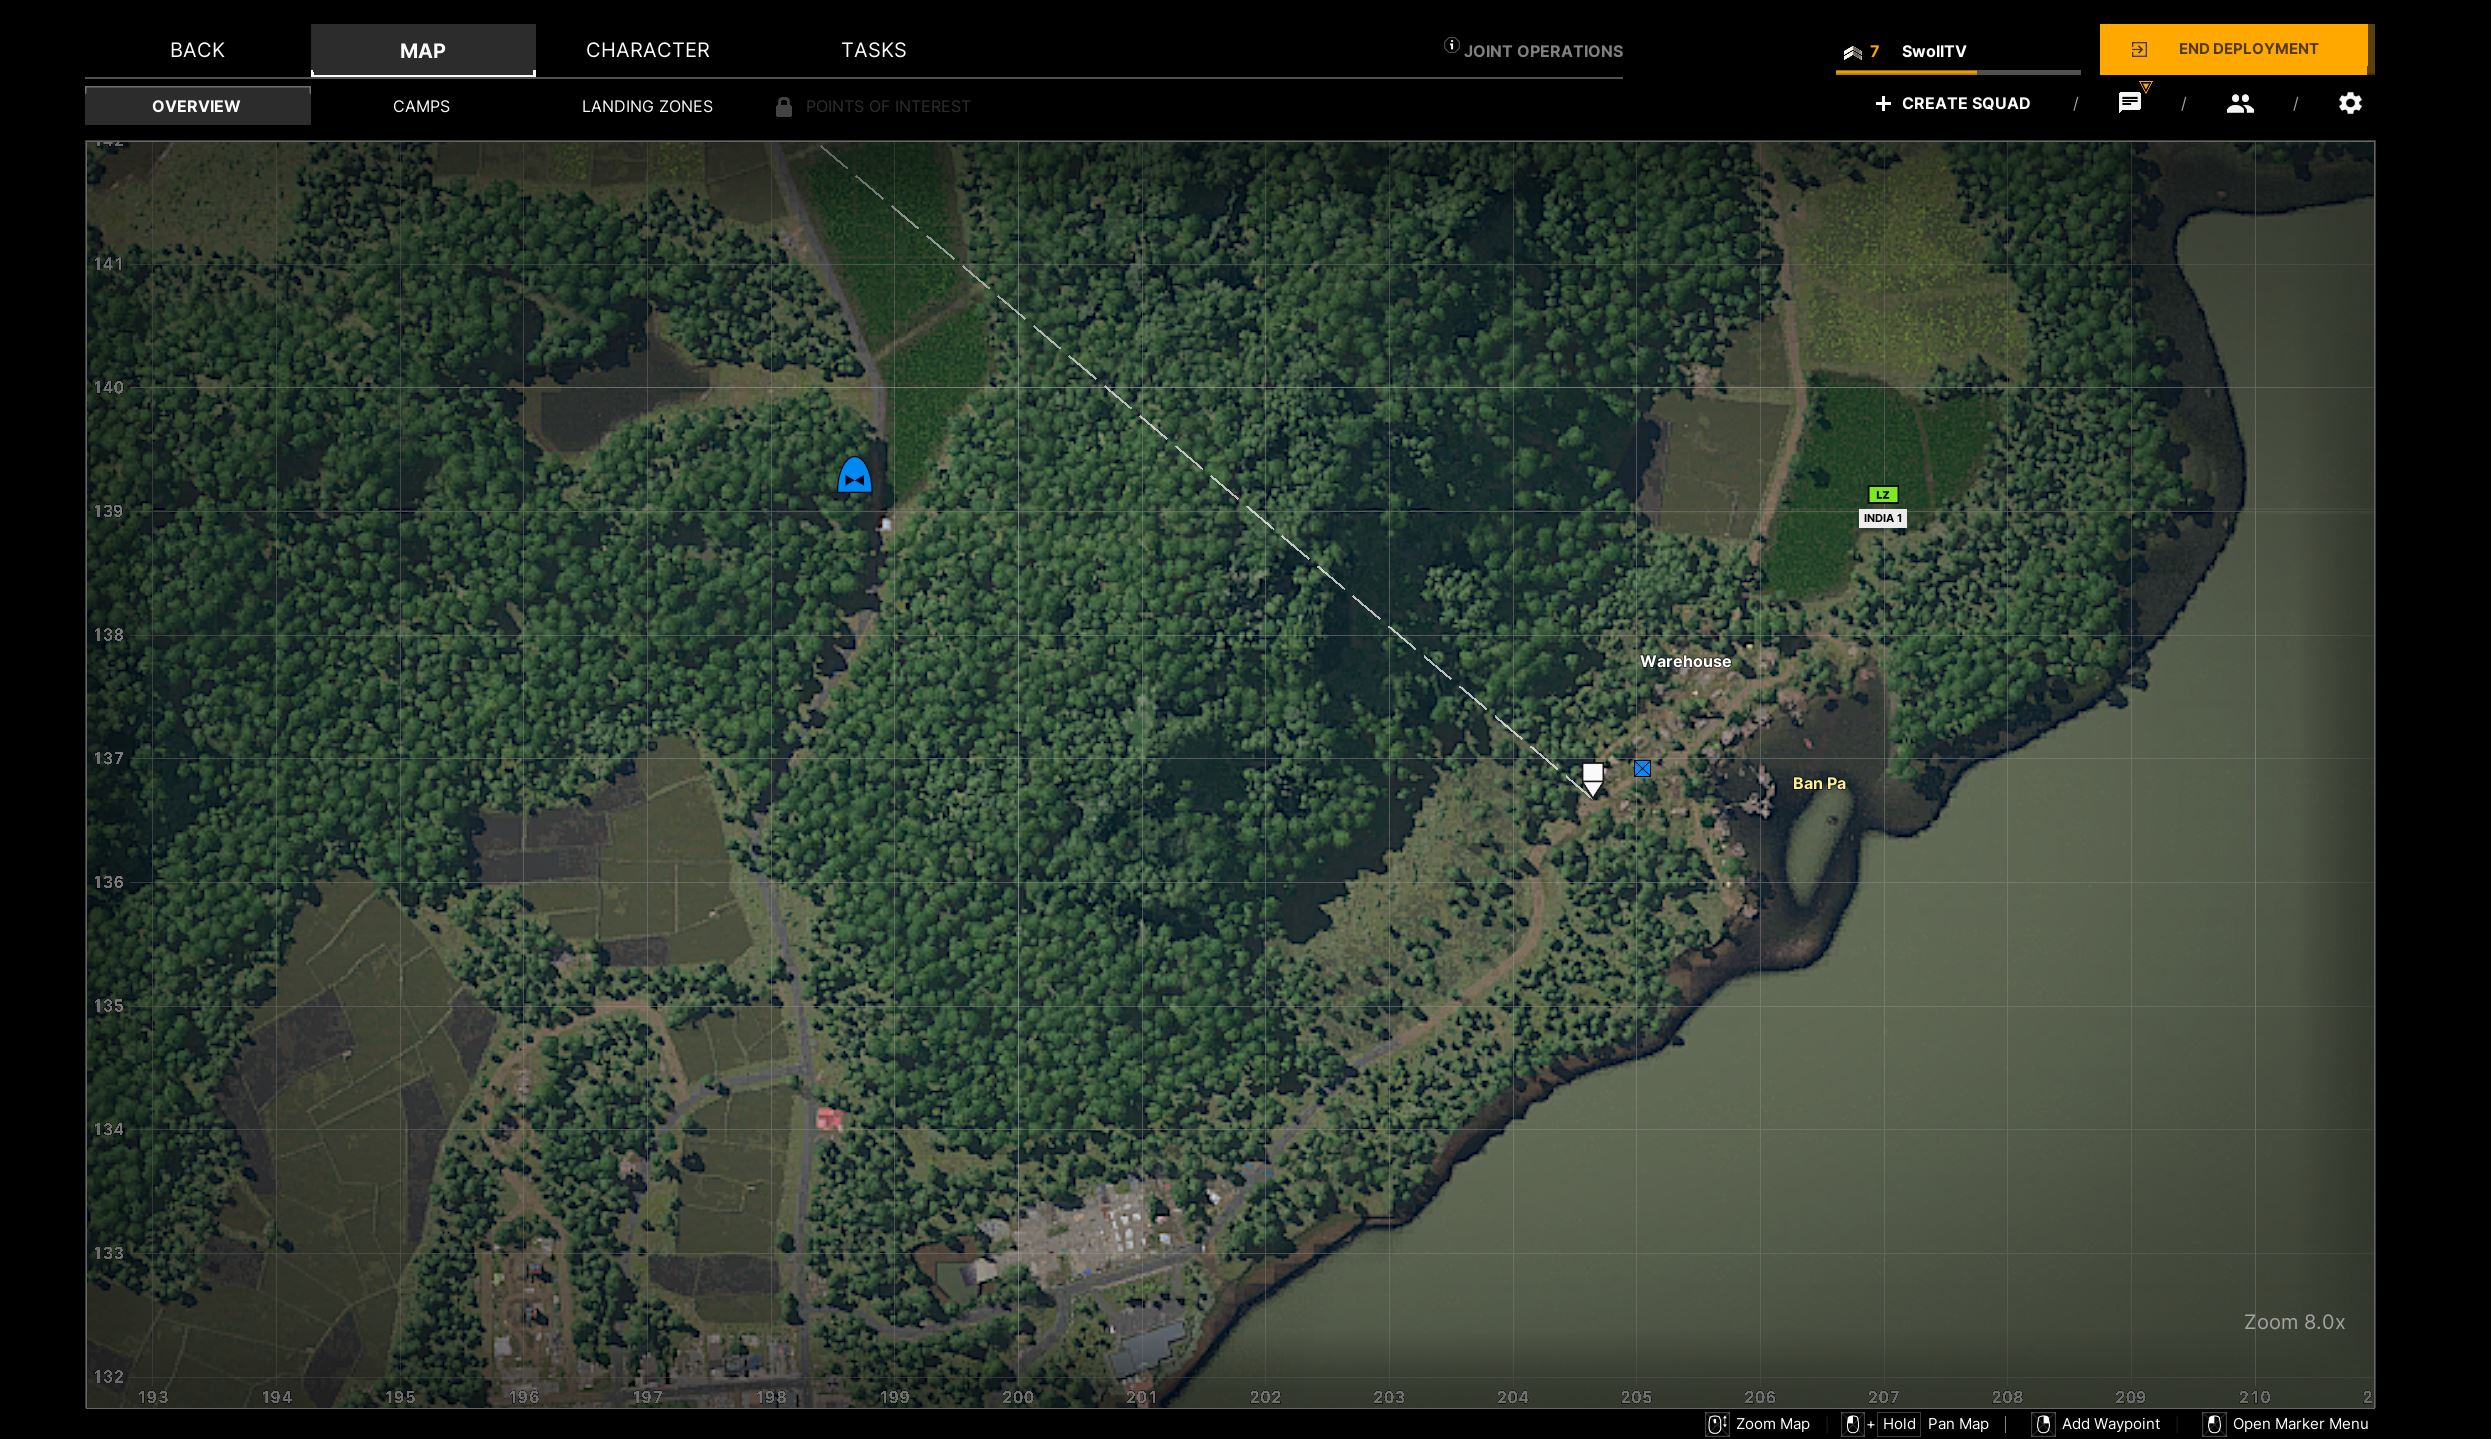 BACK
MAP
CHARACTER
TASKS
JOINT OPERATIONS
7 SwollTV
END DEPLOYMENT
OVERVIEW
CAMPS
LANDING ZONES
POINTS OF INTEREST
+ CREATE SQUAD / / /
142
141
140
139
138
137
136
135
134
133
132
LZ
INDIA 1
Warehouse
Ban Pa
Zoom 8.0x
193 194 195 196 197 198 199 200 201 202 203 204 205 206 207 208 209 210 2
Zoom Map
+ Hold Pan Map
Add Waypoint
Open Marker Menu